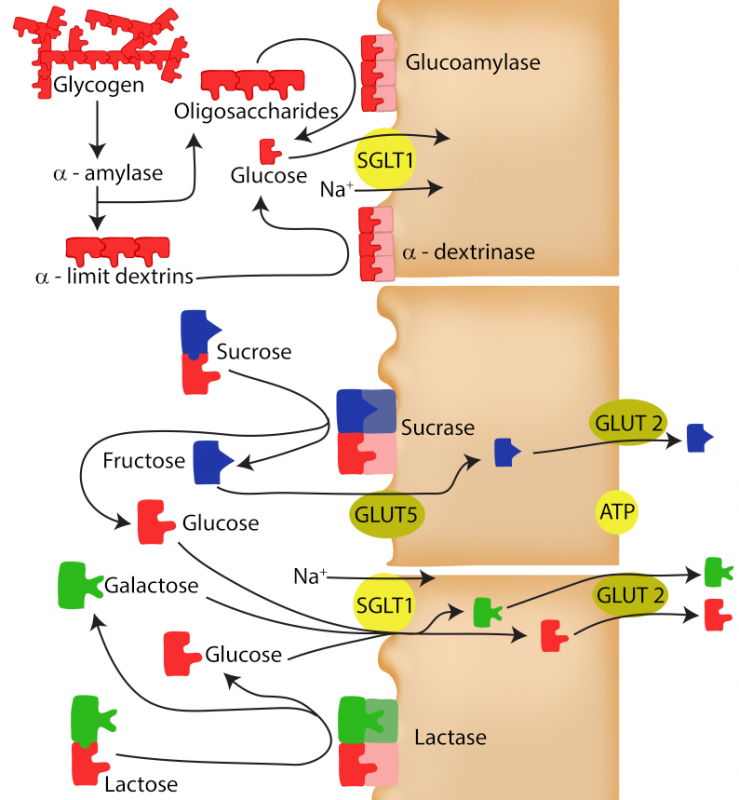 Glycogen
Oligosaccharides
Glucoamylase
α - amylase
Glucose
SGLT1
Na⁺
α - limit dextrins
α - dextrinase
Sucrose
Sucrase
GLUT 2
Fructose
Glucose
GLUT5
ATP
Na⁺
Galactose
SGLT1
GLUT 2
Glucose
Lactase
Lactose